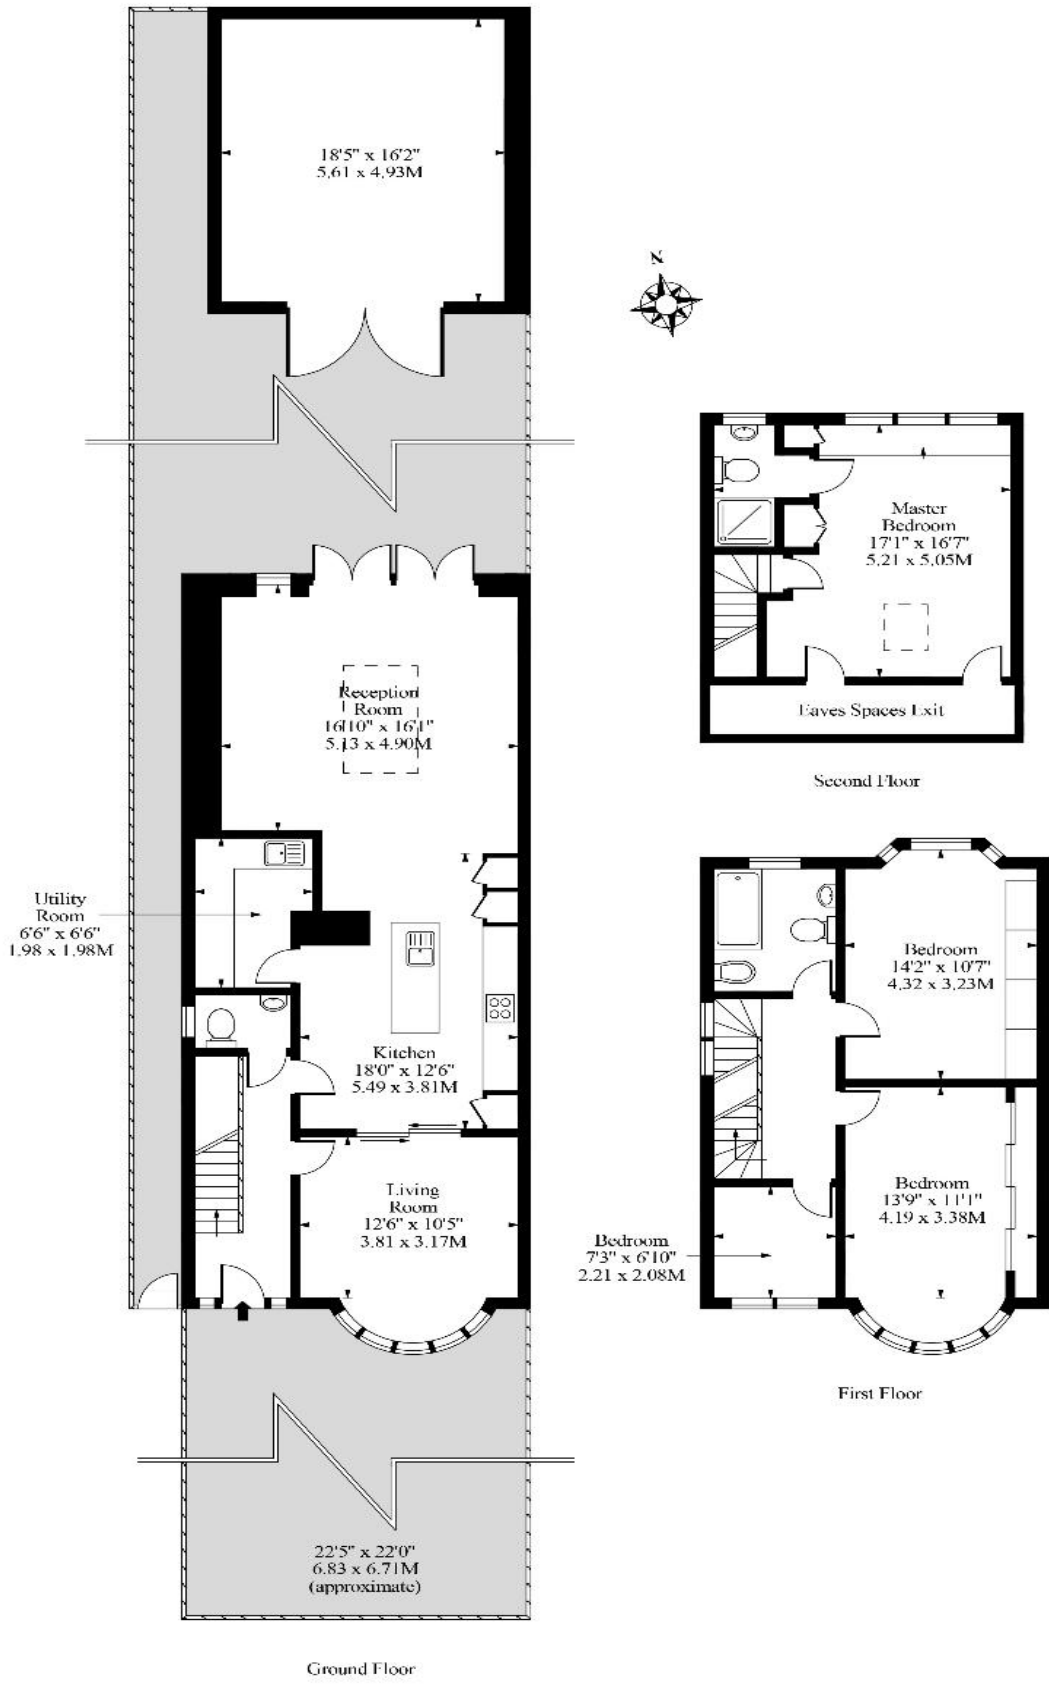 18'5" x 16'2"
5,61 x 4,93M
N
Master
Bedroom
17'1" x 16'7"
5,21 x 5,05M
Eaves Spaces Exit
Second Floor
Reception
Room
16'10" x 16'1"
5.13 x 4.90M
Utility
Room
6'6" x 6'6"
1,98 x 1,98M
Kitchen
18'0" x 12'6"
5.49 x 3.81M
Living
Room
12'6" x 10'5"
3.81 x 3.17M
Bedroom
14'2" x 10'7"
4,32 x 3,23M
Bedroom
13'9" x 11'1"
4.19 x 3.38M
Bedroom
7'3" x 6'10"
2.21 x 2.08M
First Floor
22'5" x 22'0"
6.83 x 6.71M
(approximate)
Ground Floor